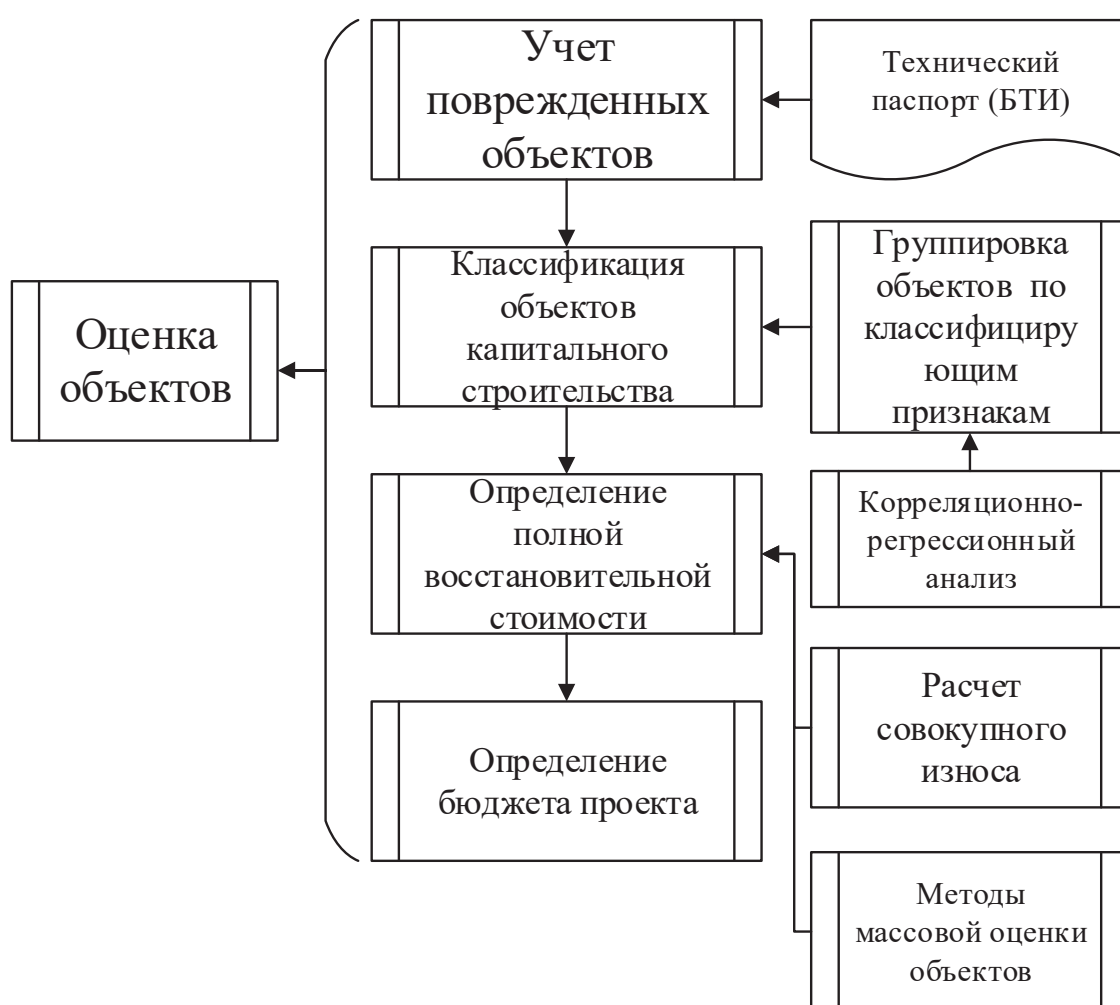 Учет
поврежденных
объектов
Технический
паспорт (БТИ)
Классификация
объектов
капитального
строительства
Группировка
объектов по
классифициру
ющим
признакам
Оценка
объектов
Определение
полной
восстановительной
стоимости
Корреляционно-
регрессионный
анализ
Определение
бюджета проекта
Расчет
совокупного
износа
Методы
массовой оценки
объектов